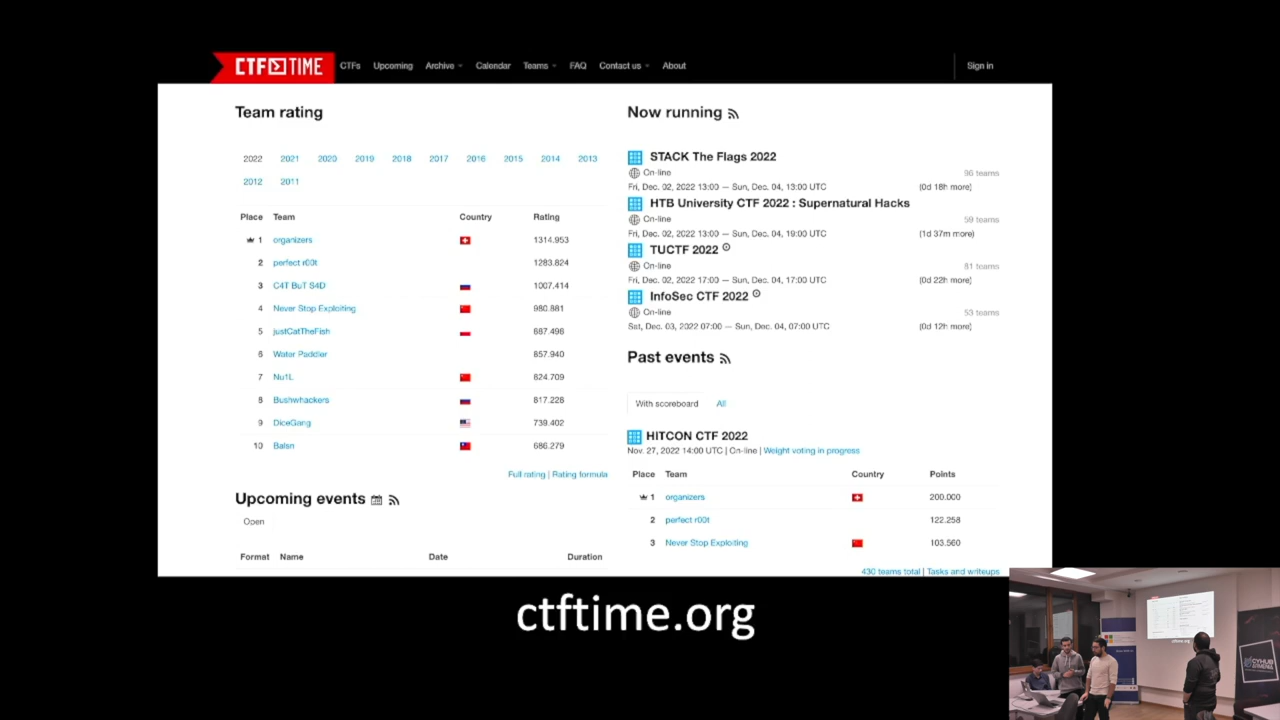 CTF TIME CTFs Upcoming Archive Calendar Teams FAQ Contact us About Sign in
Team rating
2022 2021 2020 2019 2018 2017 2016 2015 2014 2013
2012 2011
Place Team Country Rating
1 organizers 1314.953
2 perfect r00t 1283.824
3 C4T BuT S4D 1007.414
4 Never Stop Exploiting 980.881
5 justCatTheFish 887.498
6 Water Paddler 857.940
7 Nu1L 824.709
8 Bushwhackers 817.228
9 DiceGang 739.402
10 Balsn 686.279
Full rating | Rating formula
Upcoming events
Open
Format Name Date Duration
Now running
STACK The Flags 2022
On-line 96 teams
Fri, Dec. 02, 2022 13:00 — Sun, Dec. 04, 13:00 UTC (0d 18h more)
HTB University CTF 2022 : Supernatural Hacks
On-line 59 teams
Fri, Dec. 02, 2022 13:00 — Sun, Dec. 04, 19:00 UTC (1d 37m more)
TUCTF 2022
On-line 81 teams
Fri, Dec. 02, 2022 17:00 — Sun, Dec. 04, 17:00 UTC (0d 22h more)
InfoSec CTF 2022
On-line 53 teams
Sat, Dec. 03, 2022 07:00 — Sun, Dec. 04, 07:00 UTC (0d 12h more)
Past events
With scoreboard All
HITCON CTF 2022
Nov. 27, 2022 14:00 UTC | On-line | Weight voting in progress
Place Team Country Points
1 organizers 200.000
2 perfect r00t 122.258
3 Never Stop Exploiting 103.560
430 teams total | Tasks and writeups
ctftime.org
CYHUB
ARMENIA